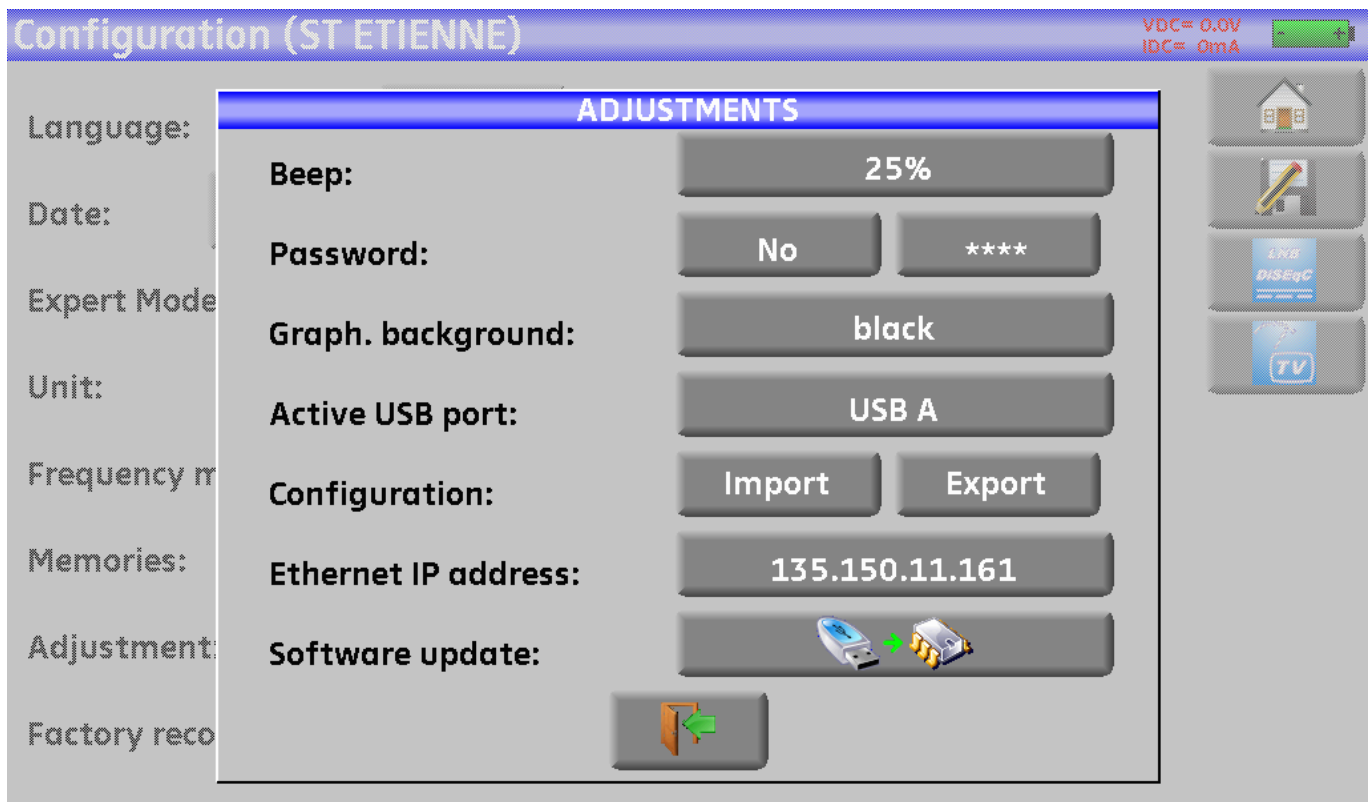 Configuration (ST ETIENNE)
VDC= 0.0V
IDC= 0mA
- +
ADJUSTMENTS
Language:
Date:
Expert Mode
Unit:
Frequency m
Memories:
Adjustment:
Factory reco
Beep: 25%
Password: No ****
Graph. background: black
Active USB port: USB A
Configuration: Import Export
Ethernet IP address: 135.150.11.161
Software update:
LNB
DiSEqC
TV